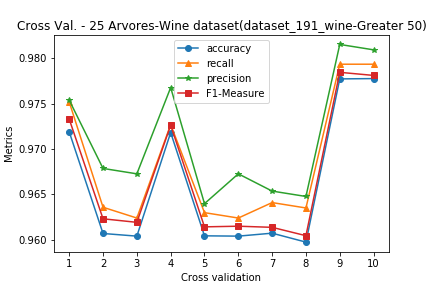 Cross Val. - 25 Arvores-Wine dataset(dataset_191_wine-Greater 50)
accuracy
recall
precision
F1-Measure
0.980
0.975
0.970
0.965
0.960
Metrics
1 2 3 4 5 6 7 8 9 10
Cross validation